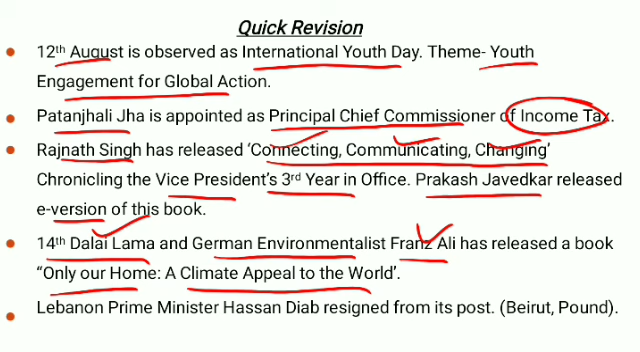 Quick Revision
12th August is observed as International Youth Day. Theme- Youth
Engagement for Global Action.
Patanjhali Jha is appointed as Principal Chief Commissioner of Income Tax.
Rajnath Singh has released ‘Connecting, Communicating, Changing’
Chronicling the Vice President’s 3rd Year in Office. Prakash Javedkar released
e-version of this book.
14th Dalai Lama and German Environmentalist Franz Ali has released a book
“Only our Home: A Climate Appeal to the World’.
Lebanon Prime Minister Hassan Diab resigned from its post. (Beirut, Pound).